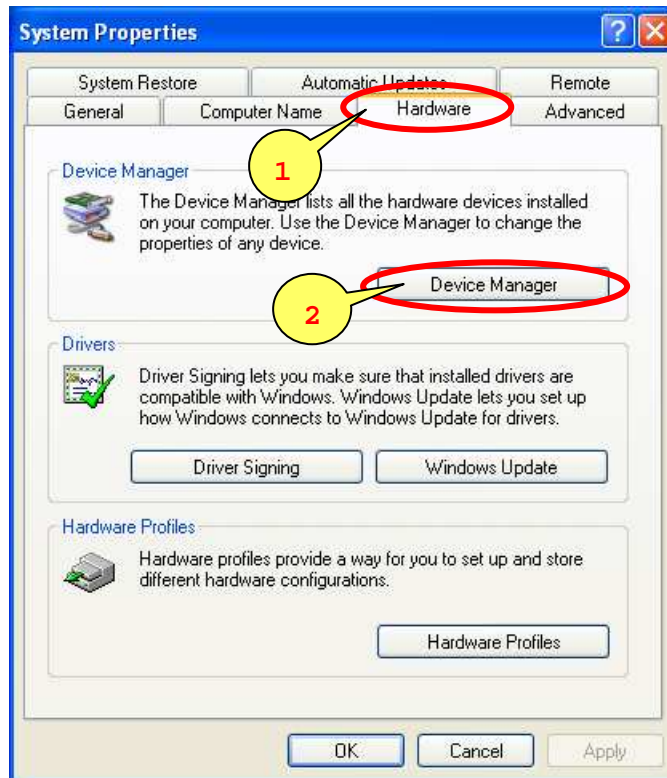 System Properties
System Restore Automatic Updates Remote
General Computer Name Hardware Advanced
1
Device Manager
The Device Manager lists all the hardware devices installed
on your computer. Use the Device Manager to change the
properties of any device.
Device Manager
2
Drivers
Driver Signing lets you make sure that installed drivers are
compatible with Windows. Windows Update lets you set up
how Windows connects to Windows Update for drivers.
Driver Signing Windows Update
Hardware Profiles
Hardware profiles provide a way for you to set up and store
different hardware configurations.
Hardware Profiles
OK Cancel Apply